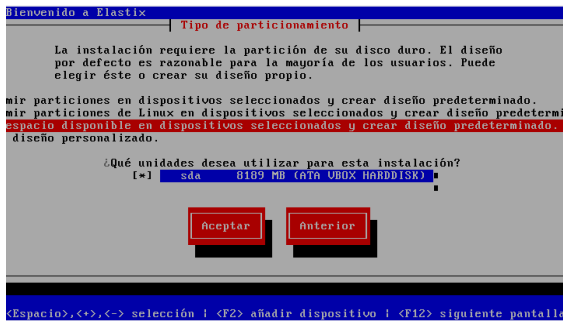 Bienvenido a Elastix
Tipo de particionamiento
La instalación requiere la partición de su disco duro. El diseño
por defecto es razonable para la mayoría de los usuarios. Puede
elegir éste o crear su diseño propio.
mir particiones en dispositivos seleccionados y crear diseño predeterminado.
mir particiones de Linux en dispositivos seleccionados y crear diseño predetermi
espacio disponible en dispositivos seleccionados y crear diseño predeterminado.
diseño personalizado.
¿Qué unidades desea utilizar para esta instalación?
[*] sda 8189 MB (ATA VBOX HARDDISK)
Aceptar Anterior
<Espacio>,<+>,<-> selección | <F2> añadir dispositivo | <F12> siguiente pantalla